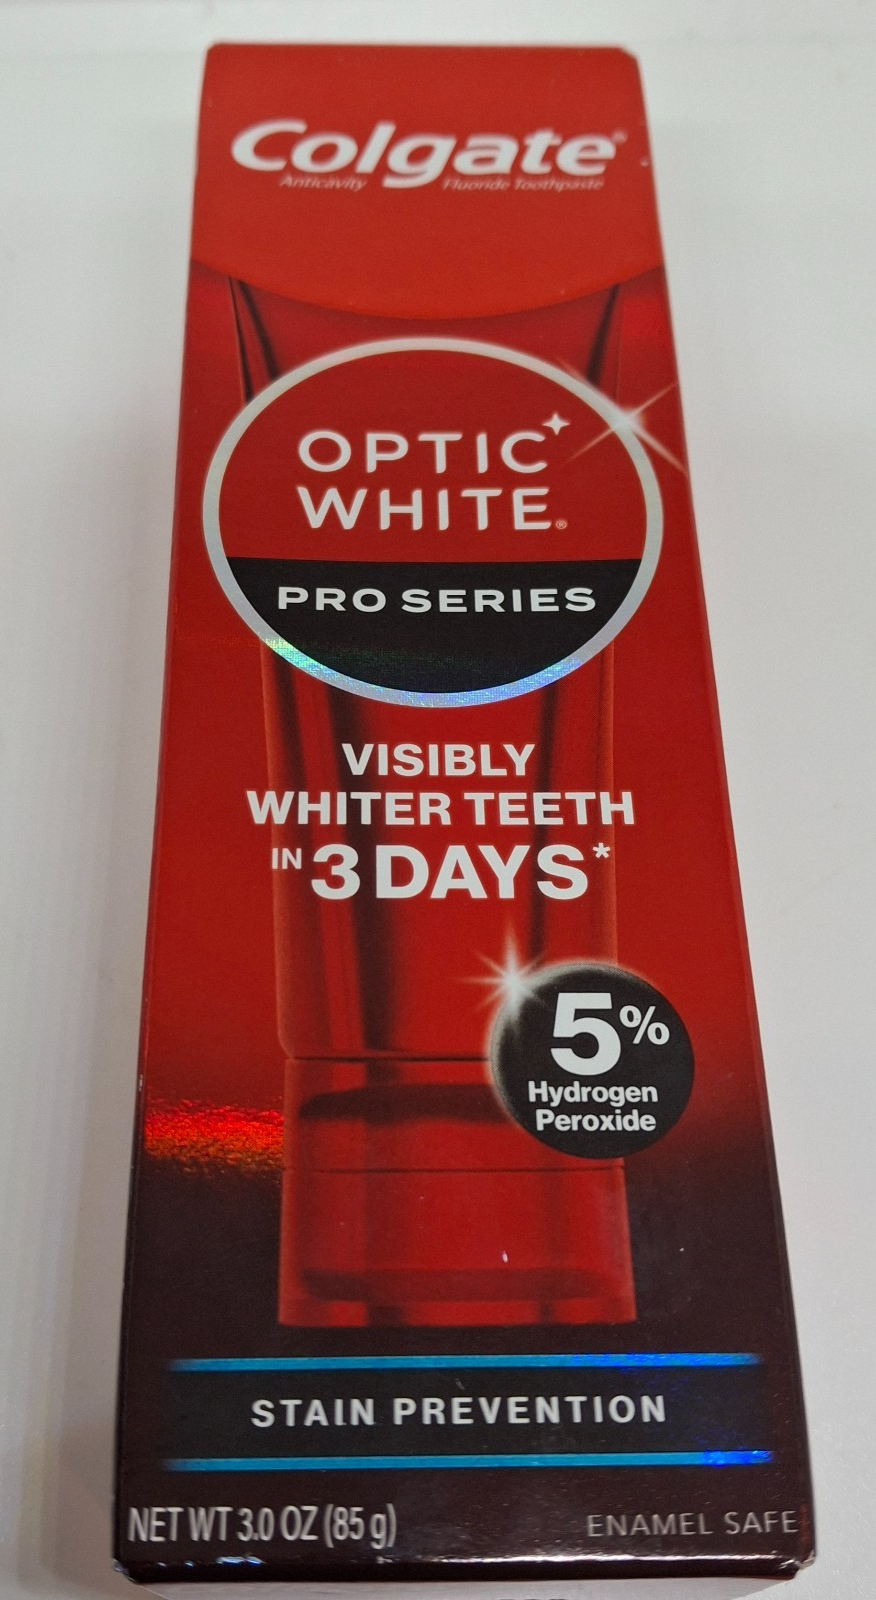 Colgate®
Anticavity Fluoride Toothpaste
OPTIC
WHITE®
PRO SERIES
VISIBLY
WHITER TEETH
IN 3 DAYS*
5%
Hydrogen
Peroxide
STAIN PREVENTION
NET WT 3.0 OZ (85 g) ENAMEL SAFE